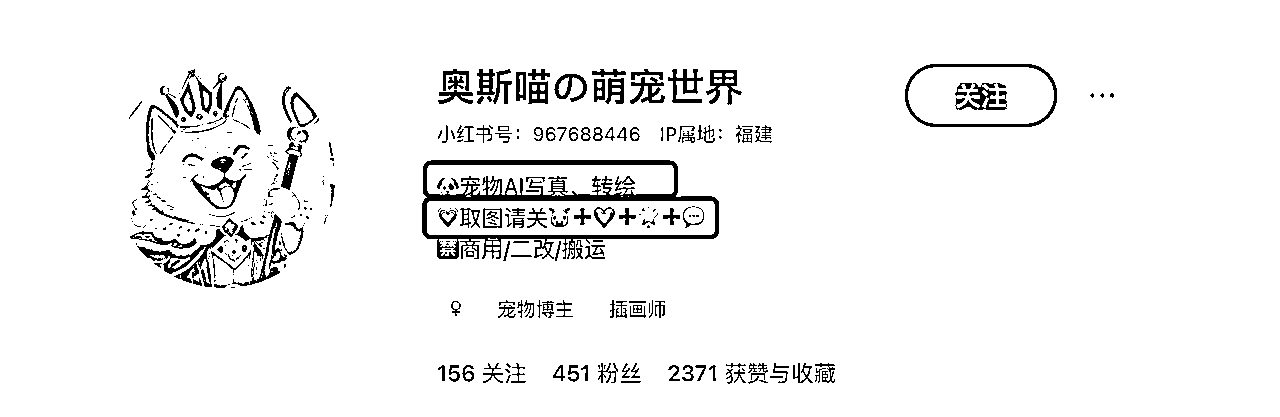 奥斯喵の萌宠世界
关注 ···
小红书号：967688446 IP属地：福建
🐶宠物AI写真、转绘
💛取图请关🐷➕❤➕🌟➕💬
🈲商用/二改/搬运
♀ 宠物博主 插画师
156 关注 451 粉丝 2371 获赞与收藏